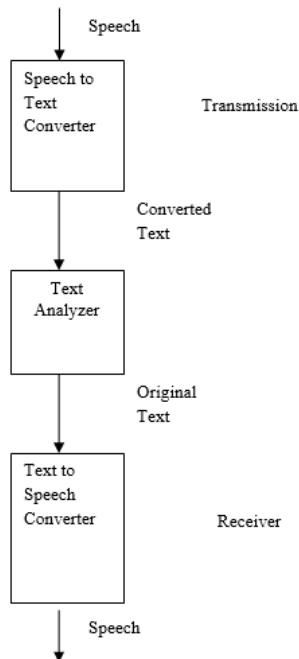 Speech
Speech to
Text
Converter
Transmission
Converted
Text
Text
Analyzer
Original
Text
Text to
Speech
Converter
Receiver
Speech